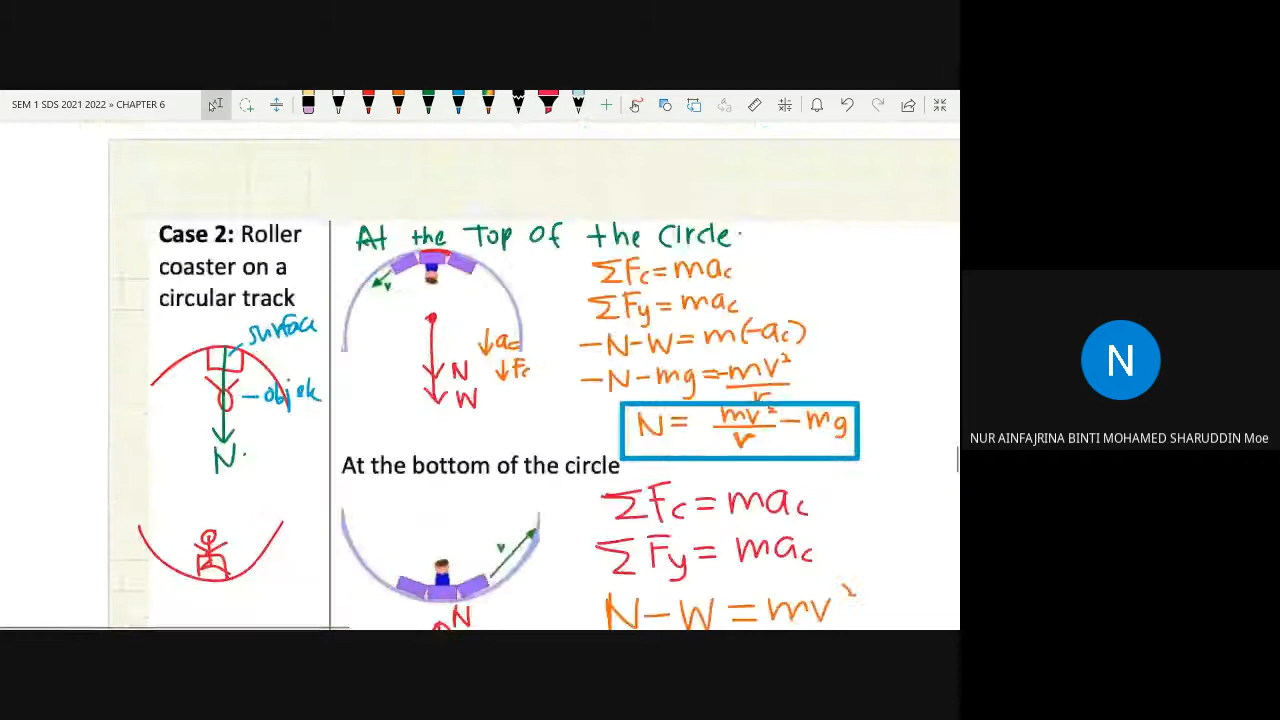 SEM 1 SDS 2021 2022 » CHAPTER 6
Case 2: Roller
coaster on a
circular track
surface
objek
N
At the Top of the Circle
v
↓ac
↓Fc
N
W
ΣFc = mac
ΣFy = mac
-N-W = m(-ac)
-N-mg = -mv²
r
N = mv²/r - mg
At the bottom of the circle
v
N
ΣFc = mac
ΣFy = mac
N-W = mv²
N
NUR AINFAJRINA BINTI MOHAMED SHARUDDIN Moe